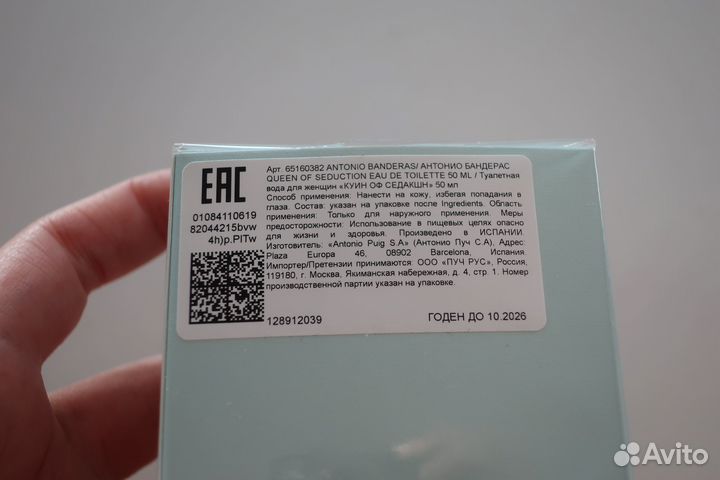 EAC
01084110619
82044215bvw
4h)p.PITw
Арт. 65160382 ANTONIO BANDERAS/ АНТОНИО БАНДЕРАС
QUEEN OF SEDUCTION EAU DE TOILETTE 50 ML / Туалетная
вода для женщин «КУИН ОФ СЕДАКШН» 50 мл
Способ применения: Нанести на кожу, избегая попадания в
глаза. Состав: указан на упаковке после Ingredients. Область
применения: Только для наружного применения. Меры
предосторожности: Использование в пищевых целях опасно
для жизни и здоровья. Произведено в ИСПАНИИ.
Изготовитель: «Antonio Puig S.A» (Антонио Пуч С.А), Адрес:
Plaza Europa 46, 08902 Barcelona, Испания.
Импортер/Претензии принимаются: ООО «ПУЧ РУС», Россия,
119180, г. Москва, Якиманская набережная, д. 4, стр. 1. Номер
производственной партии указан на упаковке.
128912039
ГОДЕН ДО 10.2026
Avito